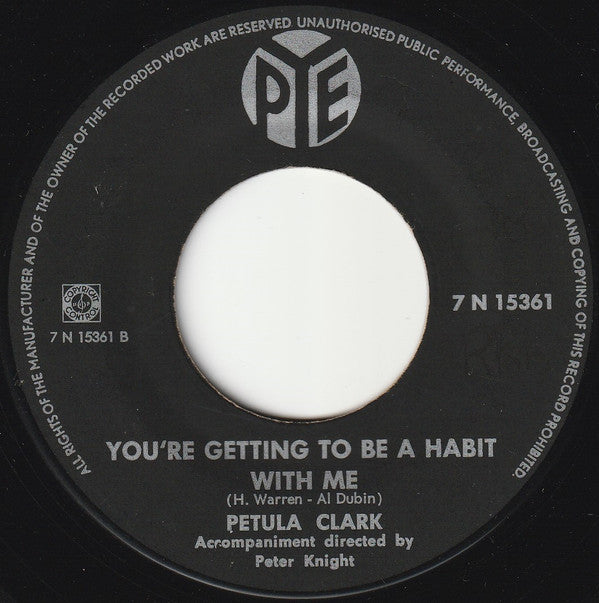 ALL RIGHTS OF THE MANUFACTURER AND OF THE OWNER OF THE RECORDED WORK ARE RESERVED UNAUTHORISED PUBLIC PERFORMANCE, BROADCASTING AND COPYING OF THIS RECORD PROHIBITED.
PYE
COPYRIGHT
CONTROL
7 N 15361 B
7 N 15361
YOU'RE GETTING TO BE A HABIT
WITH ME
(H. Warren - Al Dubin)
PETULA CLARK
Accompaniment directed by
Peter Knight